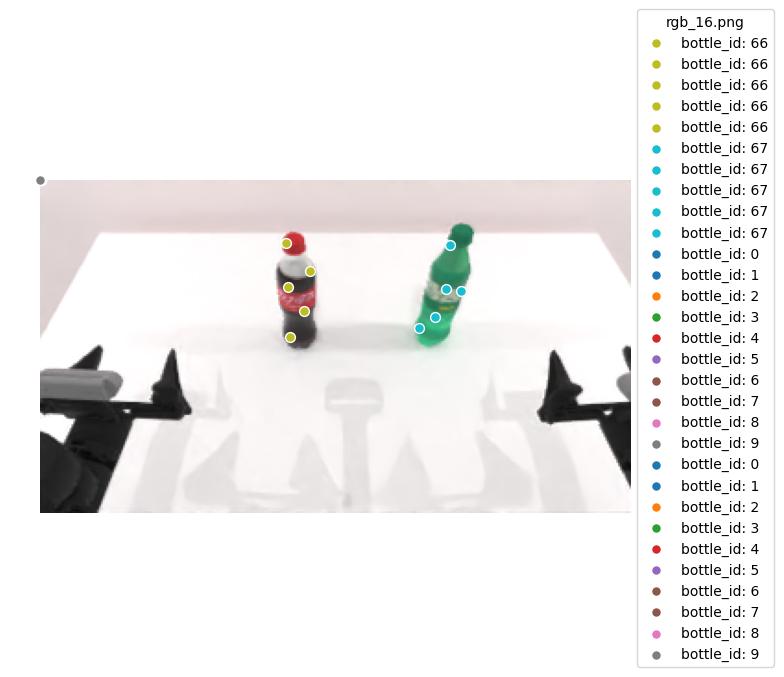 rgb_16.png
bottle_id: 66
bottle_id: 66
bottle_id: 66
bottle_id: 66
bottle_id: 66
bottle_id: 67
bottle_id: 67
bottle_id: 67
bottle_id: 67
bottle_id: 67
bottle_id: 0
bottle_id: 1
bottle_id: 2
bottle_id: 3
bottle_id: 4
bottle_id: 5
bottle_id: 6
bottle_id: 7
bottle_id: 8
bottle_id: 9
bottle_id: 0
bottle_id: 1
bottle_id: 2
bottle_id: 3
bottle_id: 4
bottle_id: 5
bottle_id: 6
bottle_id: 7
bottle_id: 8
bottle_id: 9